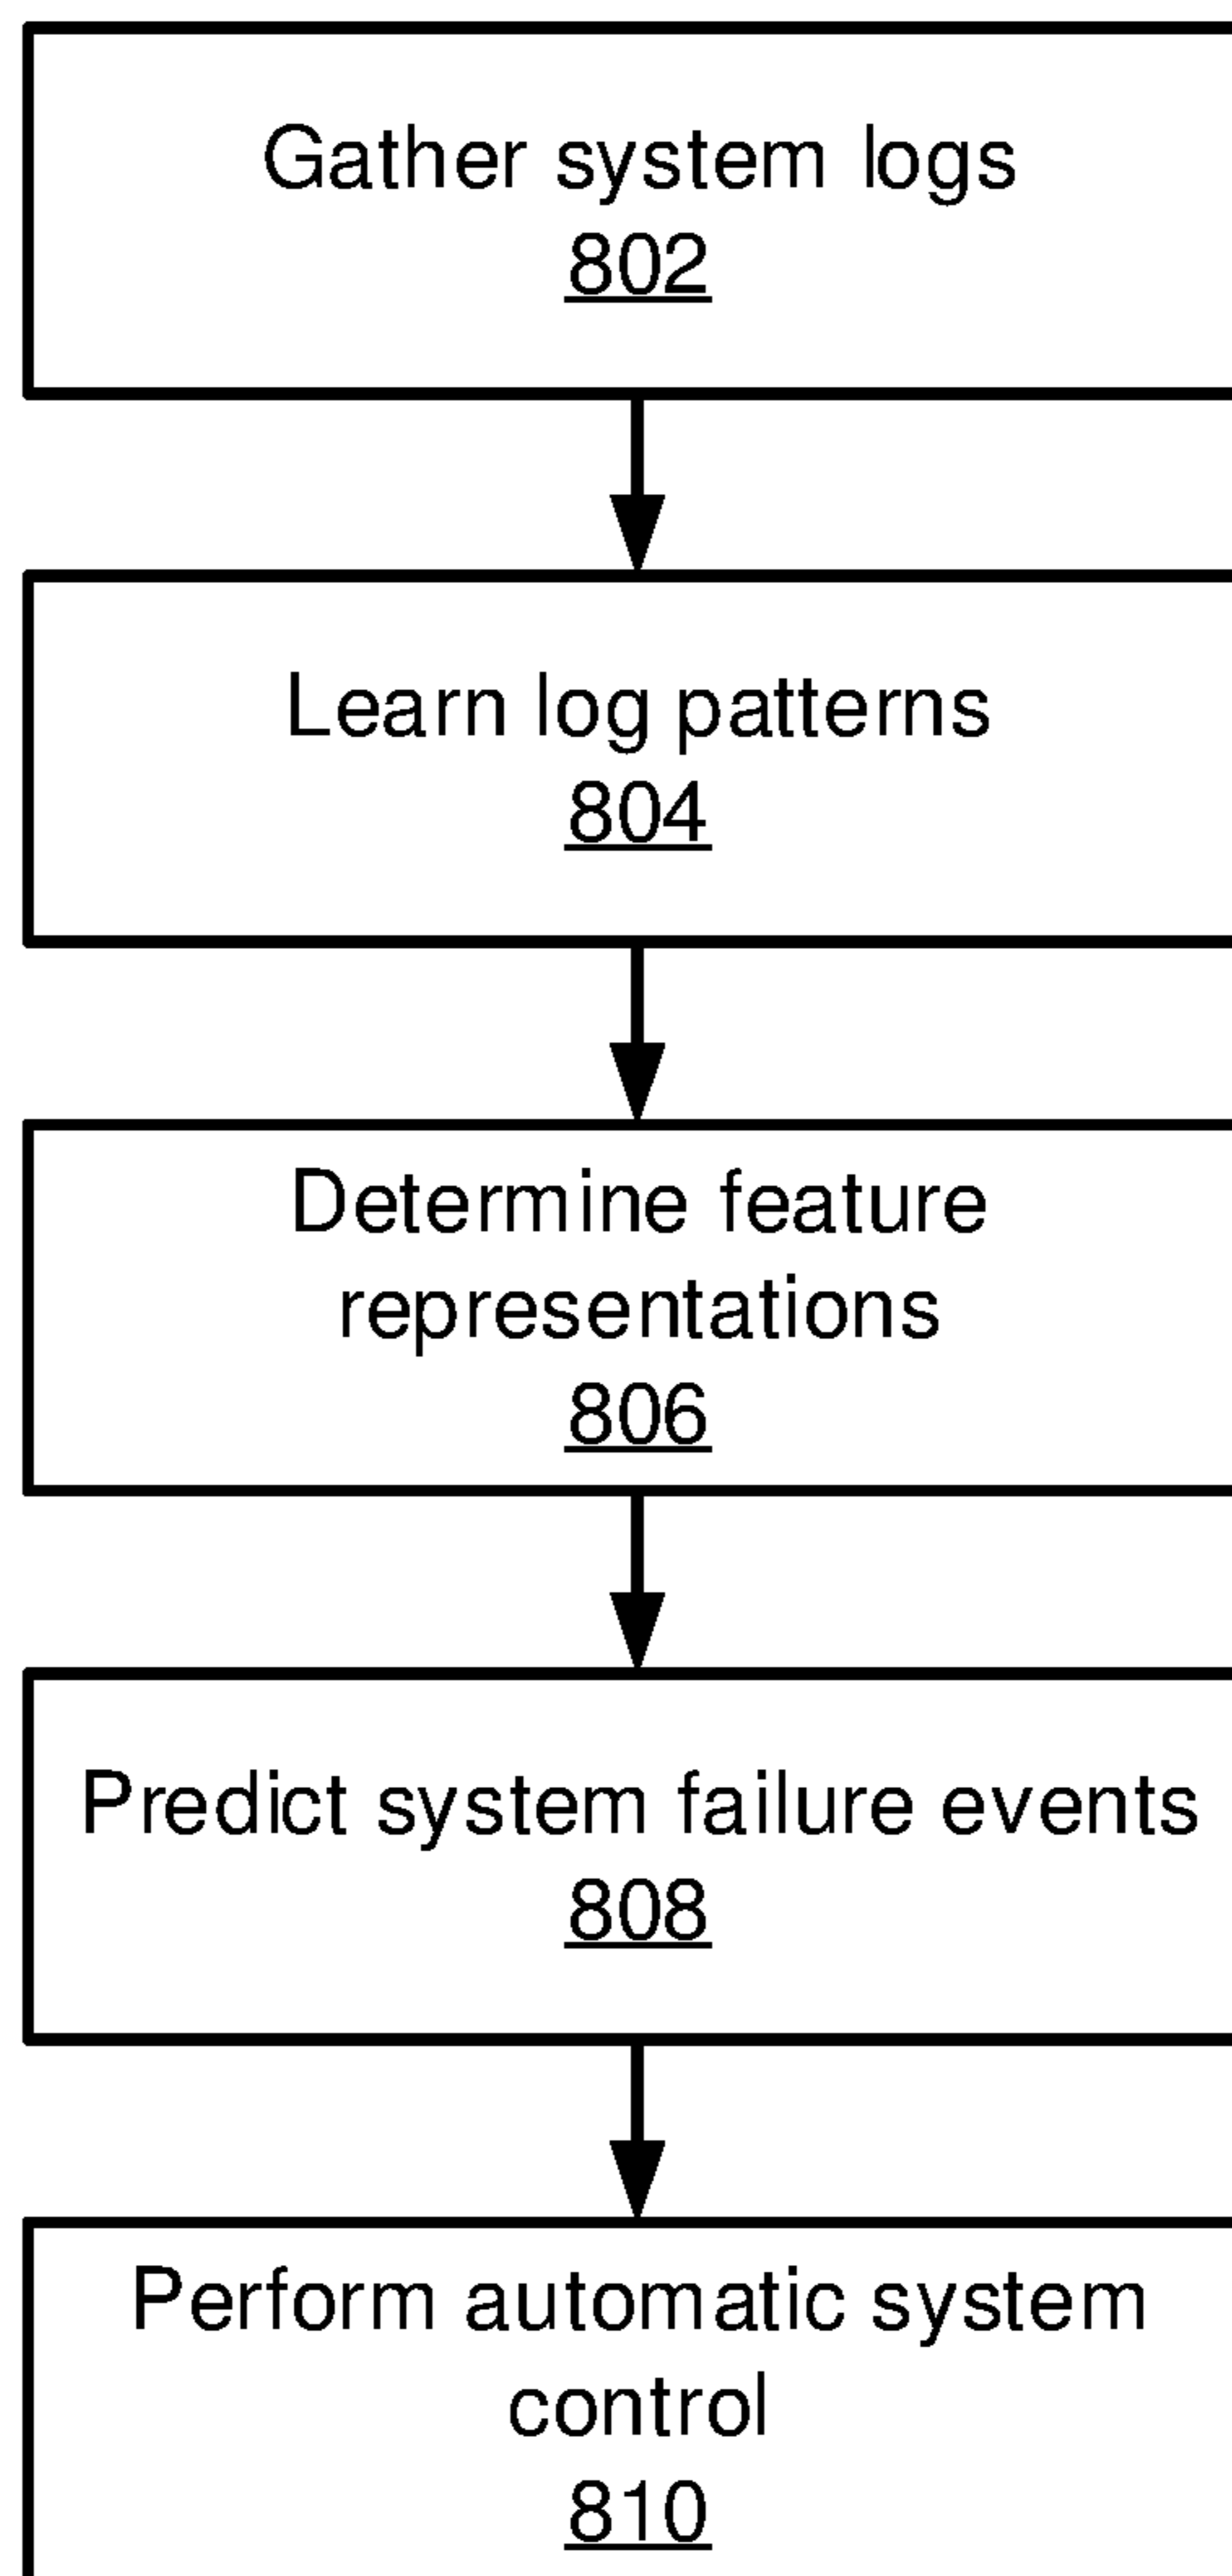 Gather system logs
802
Learn log patterns
804
Determine feature
representations
806
Predict system failure events
808
Perform automatic system
control
810